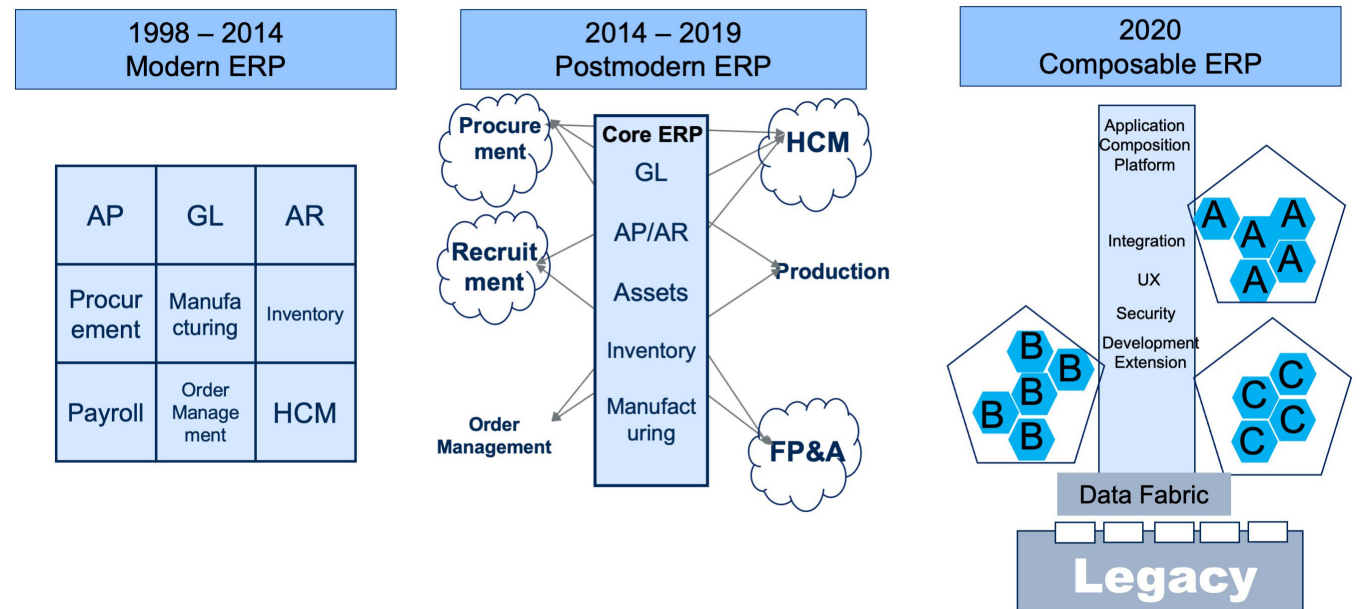 1998 – 2014
Modern ERP
AP
GL
AR
Procur
ement
Manufa
cturing
Inventory
Payroll
Order
Manage
ment
HCM
2014 – 2019
Postmodern ERP
Procure
ment
Recruit
ment
Order
Management
Core ERP
GL
AP/AR
Assets
Inventory
Manufact
uring
HCM
Production
FP&A
2020
Composable ERP
Application
Composition
Platform
Integration
UX
Security
Development
Extension
A
A
A
A
A
B
B
B
B
B
C
C
C
C
Data Fabric
Legacy